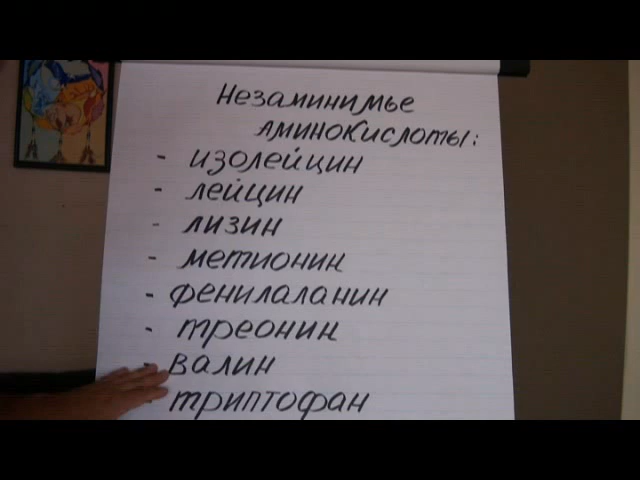 Незаминимье
аминокислоты:
- изолейцин
- лейцин
- лизин
- метионин
- фенилаланин
- треонин
- валин
- триптофан